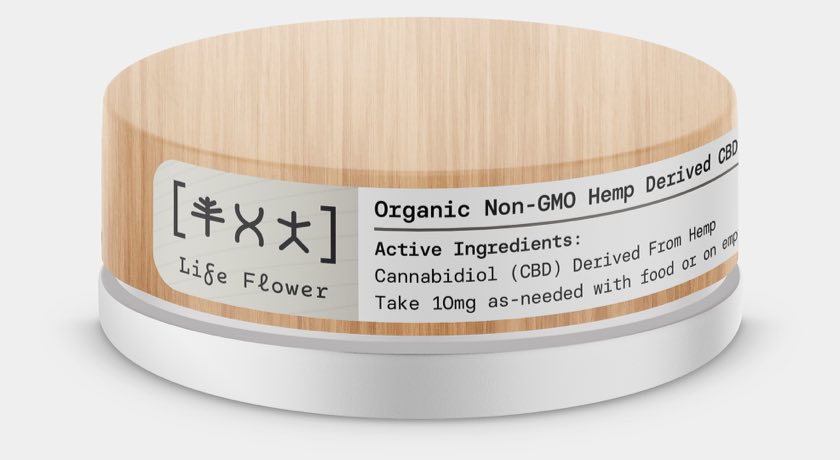 Life Flower
Organic Non-GMO Hemp Derived CBD
Active Ingredients:
Cannabidiol (CBD) Derived From Hemp
Take 10mg as-needed with food or on